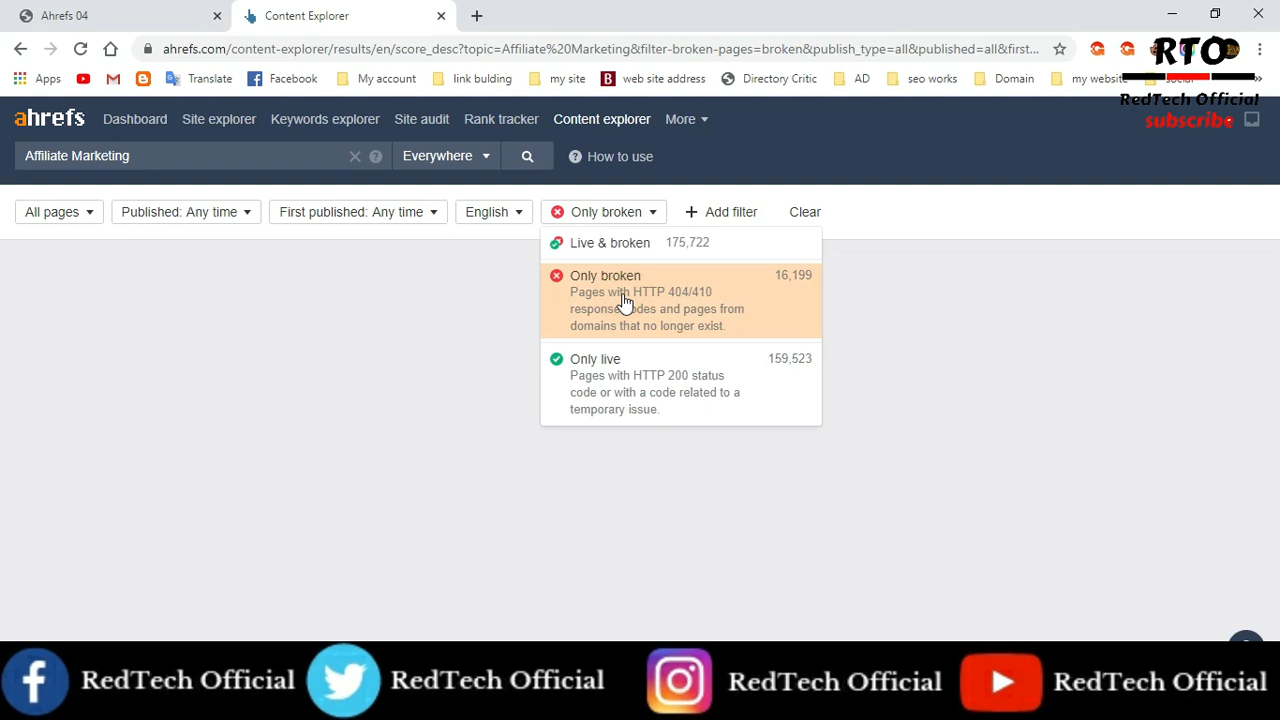 Ahrefs 04
Content Explorer
ahrefs.com/content-explorer/results/en/score_desc?topic=Affiliate%20Marketing&filter-broken-pages=broken&publish_type=all&published=all&first...
Apps
Translate
Facebook
My account
link bulding
my site
B
web site address
Directory Critic
AD
seo works
Domain
my website
RTO
RedTech Official
subscribe
ahrefs
Dashboard
Site explorer
Keywords explorer
Site audit
Rank tracker
Content explorer
More
Affiliate Marketing
Everywhere
How to use
All pages
Published: Any time
First published: Any time
English
Only broken
Add filter
Clear
Live & broken 175,722
Only broken 16,199
Pages with HTTP 404/410
response codes and pages from
domains that no longer exist.
Only live 159,523
Pages with HTTP 200 status
code or with a code related to a
temporary issue.
RedTech Official
RedTech Official
RedTech Official
RedTech Official